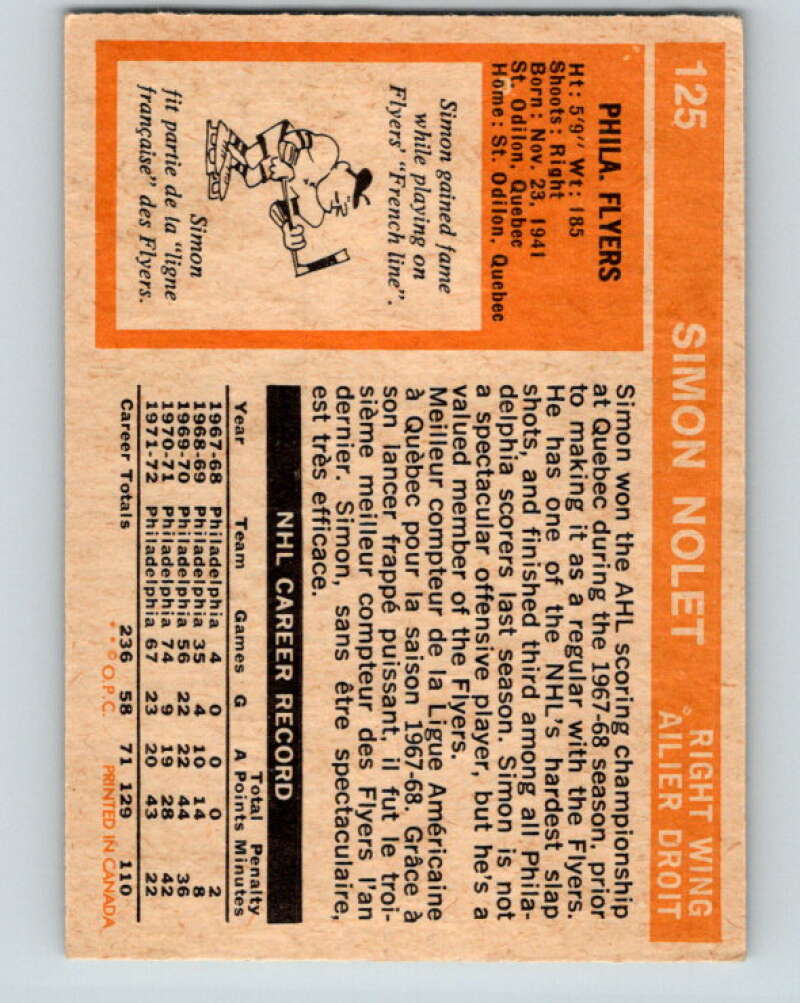 125 SIMON NOLET RIGHT WING
AILIER DROIT
PHILA. FLYERS
Ht: 5'9" Wt: 185
Shoots: Right
Born: Nov. 23, 1941
St. Odilon, Quebec
Home: St. Odilon, Quebec
Simon gained fame
while playing on
Flyers' "French line".
Simon
fit partie de la "ligne
française" des Flyers.
Simon won the AHL scoring championship
at Quebec during the 1967-68 season, prior
to making it as a regular with the Flyers.
He has one of the NHL's hardest slap
shots, and finished third among all Phila-
delphia scorers last season. Simon is not
a spectacular offensive player, but he's a
valued member of the Flyers.
Meilleur compteur de la Ligue Américaine
à Québec pour la saison 1967-68. Grâce à
son lancer frappé puissant, il fut le troi-
sième meilleur compteur des Flyers l'an
dernier. Simon, sans être spectaculaire,
est très efficace.
NHL CAREER RECORD
Total Penalty
Year Team Games G A Points Minutes
1967-68 Philadelphia 4 0 0 0 2
1968-69 Philadelphia 35 4 10 14 8
1969-70 Philadelphia 56 22 22 44 36
1970-71 Philadelphia 74 9 19 28 42
1971-72 Philadelphia 67 23 20 43 22
Career Totals 236 58 71 129 110
**© O.P.C. PRINTED IN CANADA